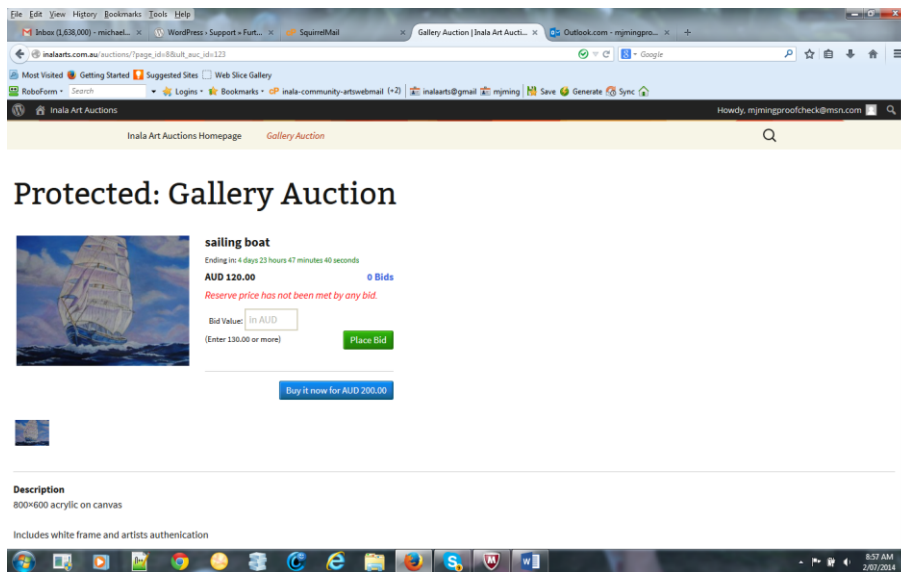 File Edit View History Bookmarks Tools Help
Inbox (1,638,000) - michael... × WordPress › Support » Furt... × SquirrelMail × Gallery Auction | Inala Art Aucti... × Outlook.com - mjmingpro... × +
inalaarts.com.au/auctions/?page_id=8&ult_auc_id=123 Google
Most Visited Getting Started Suggested Sites Web Slice Gallery
RoboForm Search Logins Bookmarks inala-community-artswebmail (+2) inalaarts@gmail mjming Save Generate Sync
Inala Art Auctions Howdy, mjmingproofcheck@msn.com
Inala Art Auctions Homepage Gallery Auction
Protected: Gallery Auction
sailing boat
Ending in: 4 days 23 hours 47 minutes 40 seconds
AUD 120.00 0 Bids
Reserve price has not been met by any bid.
Bid Value: in AUD
(Enter 130.00 or more) Place Bid
Buy it now for AUD 200.00
Description
800×600 acrylic on canvas
Includes white frame and artists authenication
8:57 AM
2/07/2014